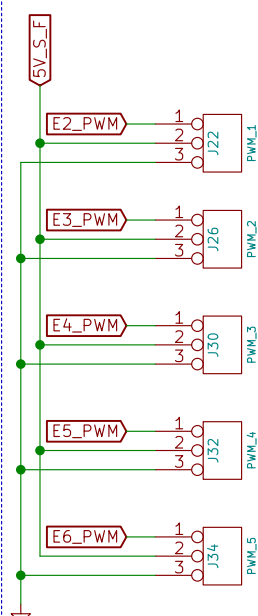 5V_S_F
E2_PWM
1
2
3
J22
PWM_1
E3_PWM
1
2
3
J26
PWM_2
E4_PWM
1
2
3
J30
PWM_3
E5_PWM
1
2
3
J32
PWM_4
E6_PWM
1
2
3
J34
PWM_5